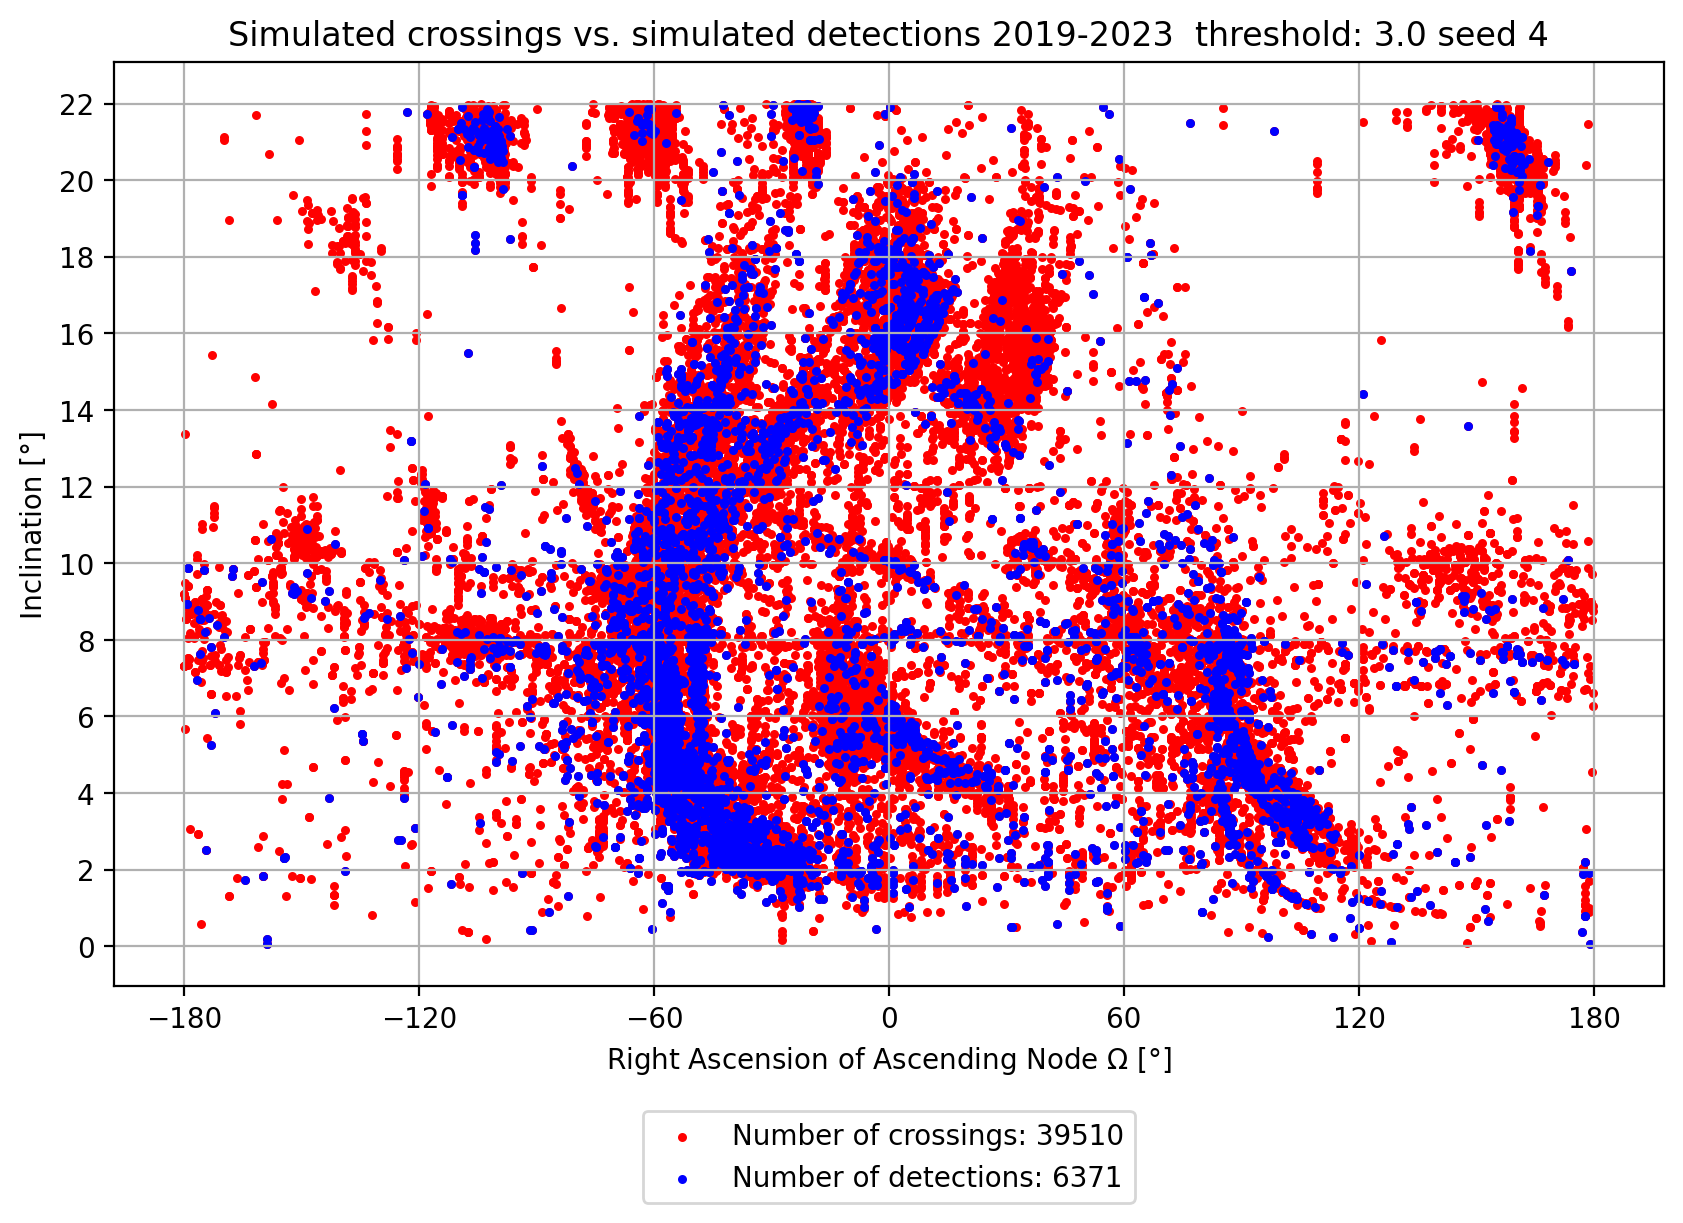 Simulated crossings vs. simulated detections 2019-2023  threshold: 3.0 seed 4
22
20
18
16
14
12
10
8
6
4
2
0
Inclination [°]
−180 −120 −60 0 60 120 180
Right Ascension of Ascending Node Ω [°]
Number of crossings: 39510
Number of detections: 6371